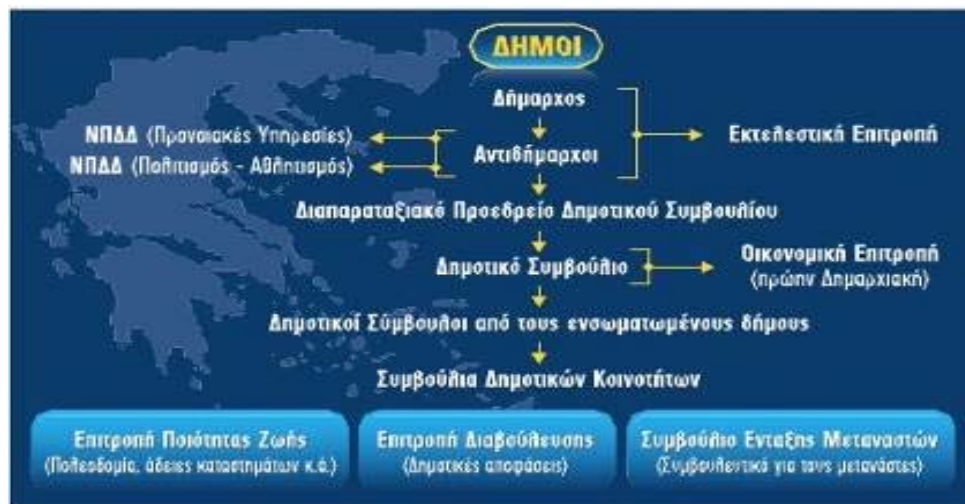 ΔΗΜΟΙ
Δήμαρχος
ΝΠΔΔ (Προνοιακές Υπηρεσίες)
Εκτελεστική Επιτροπή
Αντιδήμαρχοι
ΝΠΔΔ (Πολιτισμός - Αθλητισμός)
Διαπαραταξιακό Προεδρείο Δημοτικού Συμβουλίου
Δημοτικό Συμβούλιο
Οικονομική Επιτροπή
(πρώην Δημαρχιακή)
Δημοτικοί Σύμβουλοι από τους ενσωματωμένους δήμους
Συμβούλια Δημοτικών Κοινοτήτων
Επιτροπή Ποιότητας Ζωής
(Πολεοδομία, άδειες καταστημάτων κ.ά.)
Επιτροπή Διαβούλευσης
(Δημοτικές αποφάσεις)
Συμβούλιο Ενταξης Μεταναστών
(Συμβουλευτικό για τους μετανάστες)